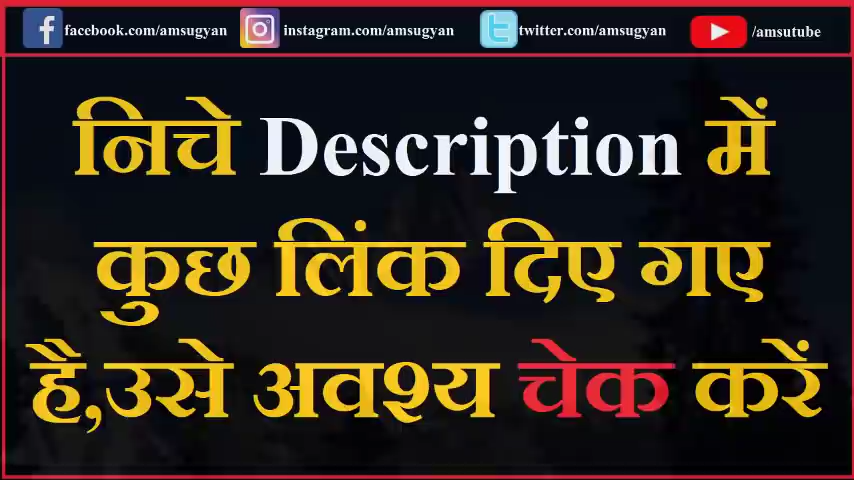 facebook.com/amsugyan instagram.com/amsugyan twitter.com/amsugyan /amsutube
निचे Description में
कुछ लिंक दिए गए
है,उसे अवश्य चेक करें